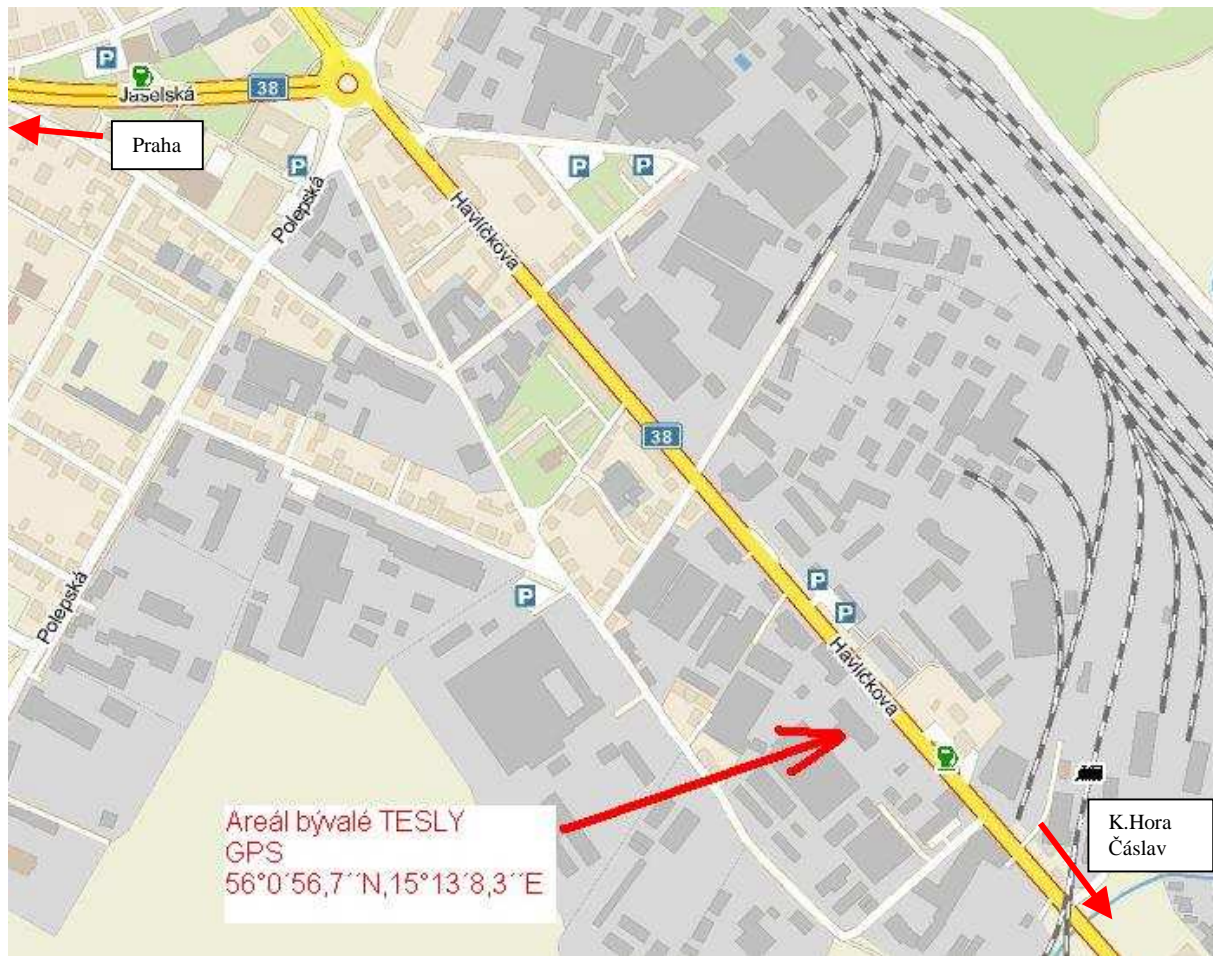 P
Jaselská
38
Praha
P
P
P
Polepská
Havlíčkova
38
P
P
P
Polepská
Havlíčkova
Areál bývalé TESLY
GPS
56°0´56,7´´N,15°13´8,3´´E
K.Hora
Čáslav